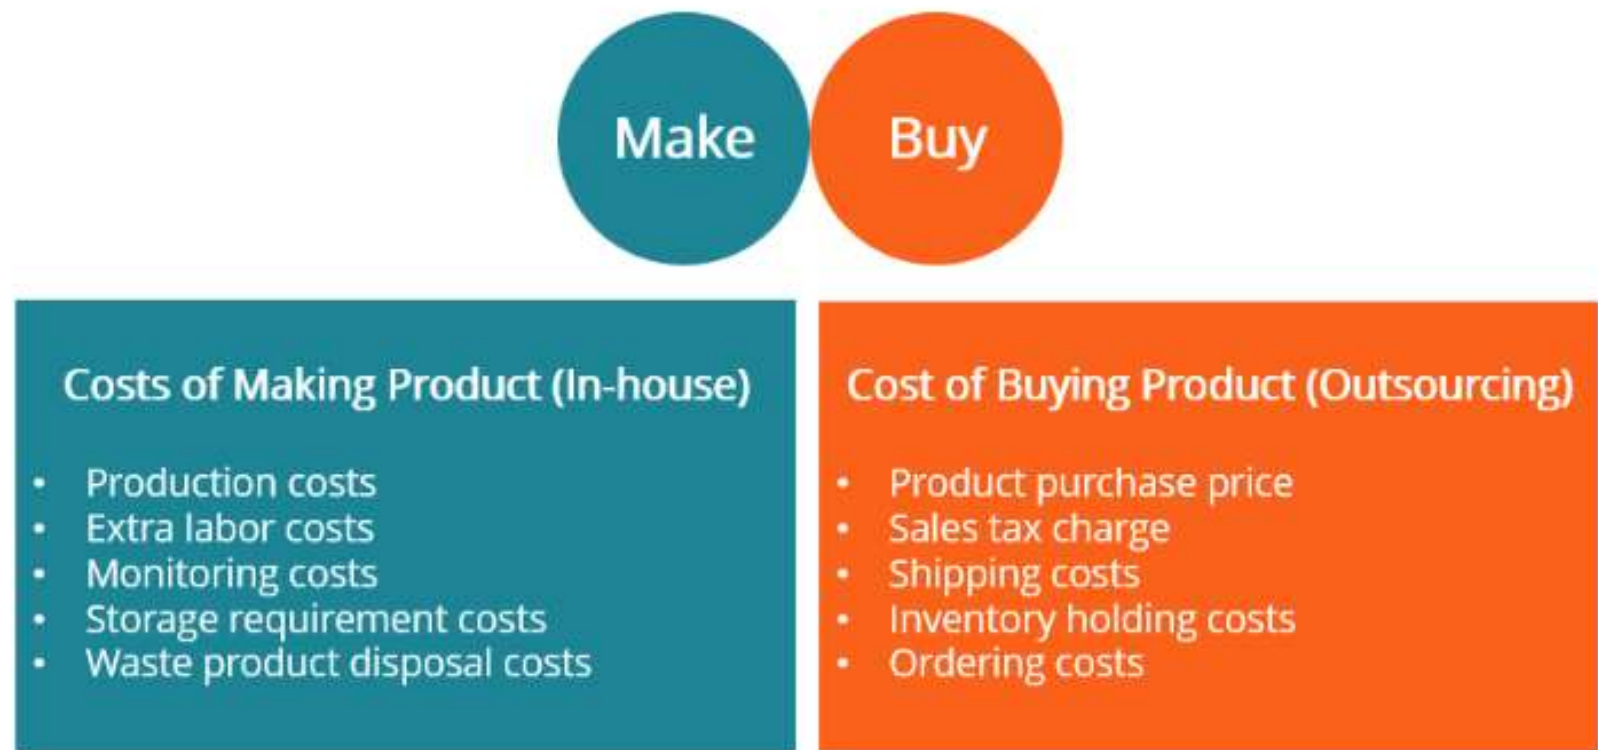 Make
Buy
Costs of Making Product (In-house)
• Production costs
• Extra labor costs
• Monitoring costs
• Storage requirement costs
• Waste product disposal costs
Cost of Buying Product (Outsourcing)
• Product purchase price
• Sales tax charge
• Shipping costs
• Inventory holding costs
• Ordering costs